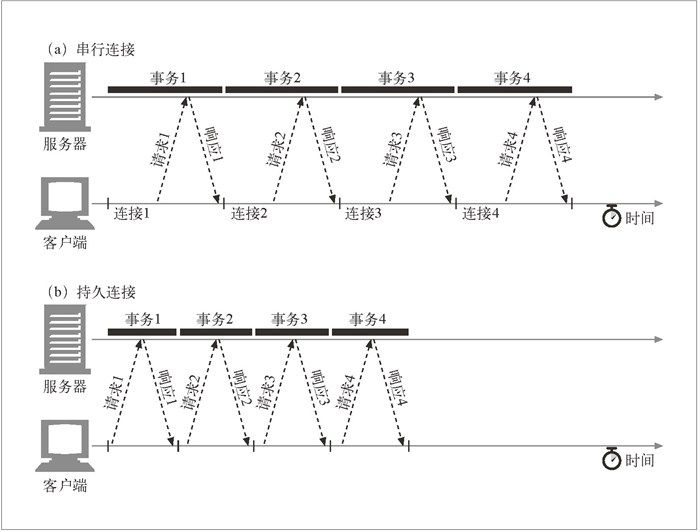 （a）串行连接
事务1 事务2 事务3 事务4
服务器
请求1 响应1 请求2 响应2 请求3 响应3 请求4 响应4
连接1 连接2 连接3 连接4 时间
客户端
（b）持久连接
事务1 事务2 事务3 事务4
服务器
请求1 响应1 请求2 响应2 请求3 响应3 请求4 响应4
时间
客户端